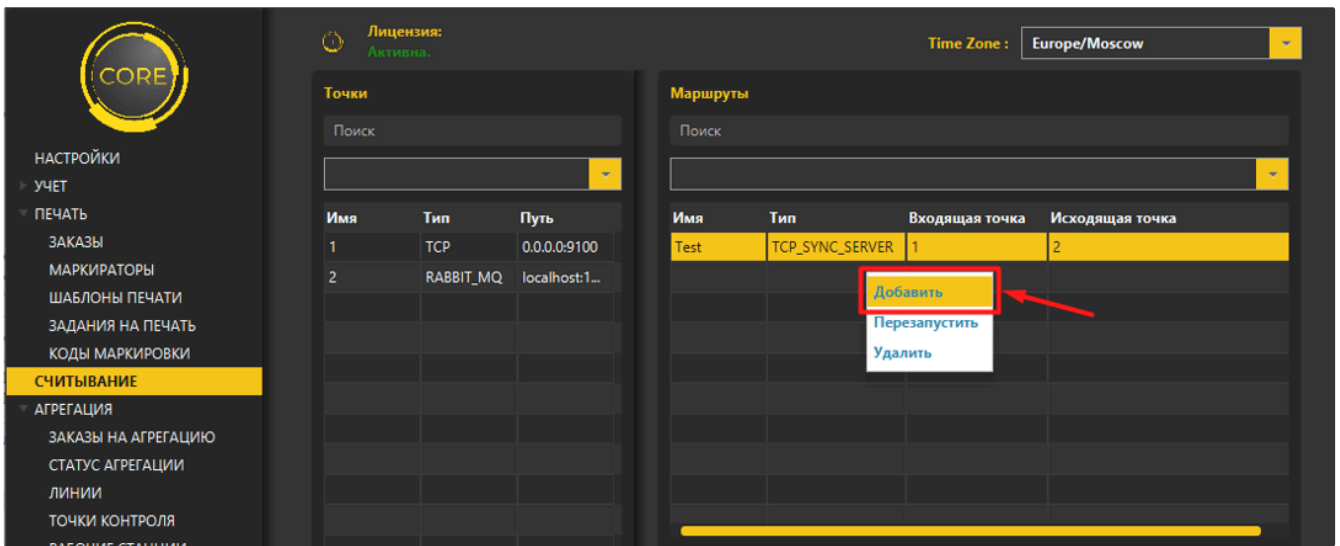 CORE
НАСТРОЙКИ
УЧЕТ
ПЕЧАТЬ
ЗАКАЗЫ
МАРКИРАТОРЫ
ШАБЛОНЫ ПЕЧАТИ
ЗАДАНИЯ НА ПЕЧАТЬ
КОДЫ МАРКИРОВКИ
СЧИТЫВАНИЕ
АГРЕГАЦИЯ
ЗАКАЗЫ НА АГРЕГАЦИЮ
СТАТУС АГРЕГАЦИИ
ЛИНИИ
ТОЧКИ КОНТРОЛЯ
РАБОЧИЕ СТАНЦИИ
Лицензия:
Активна.
Time Zone : Europe/Moscow
Точки
Поиск
Имя Тип Путь
1 TCP 0.0.0.0:9100
2 RABBIT_MQ localhost:1...
Маршруты
Поиск
Имя Тип Входящая точка Исходящая точка
Test TCP_SYNC_SERVER 1 2
Добавить
Перезапустить
Удалить